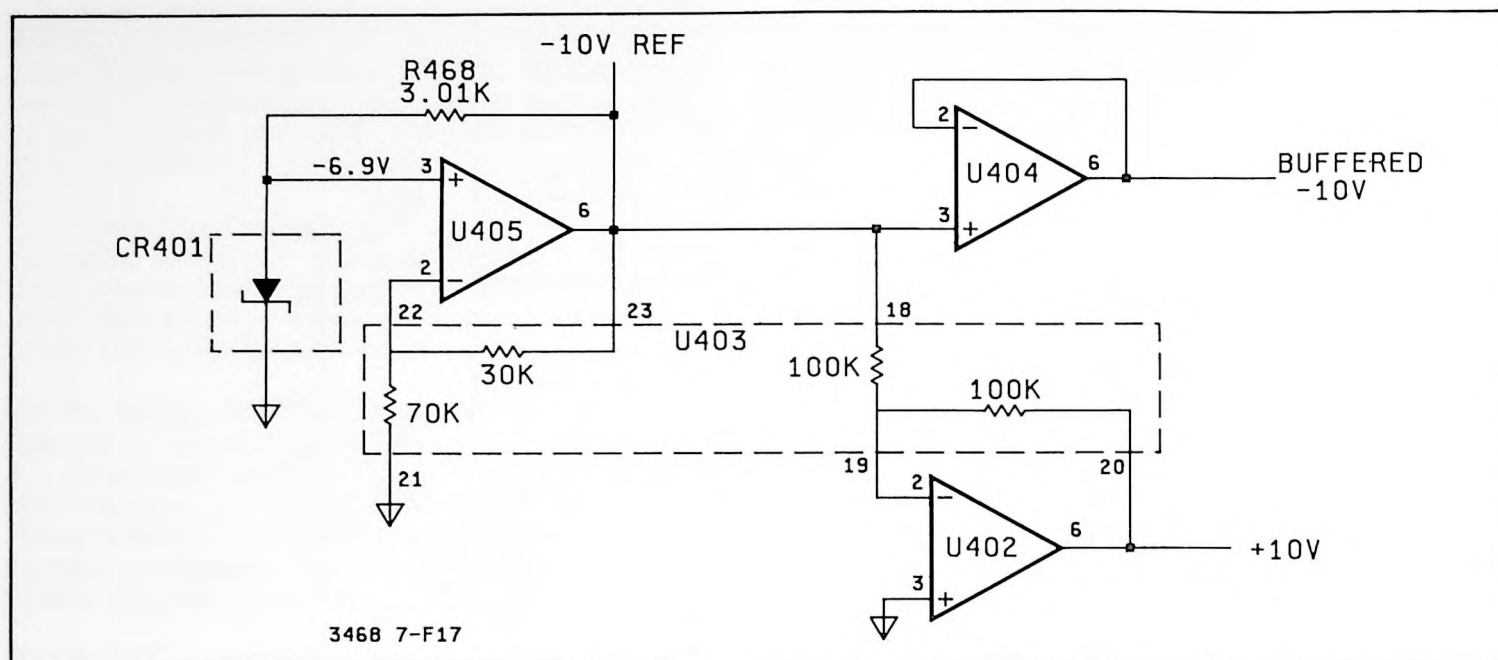 -10V REF
R468
3.01K
-6.9V
3
+
6
U405
2
-
CR401
22
23
U403
18
30K
70K
21
100K
100K
19
20
2
-
U404
6
3
+
BUFFERED
-10V
2
-
U402
6
3
+
+10V
3468 7-F17